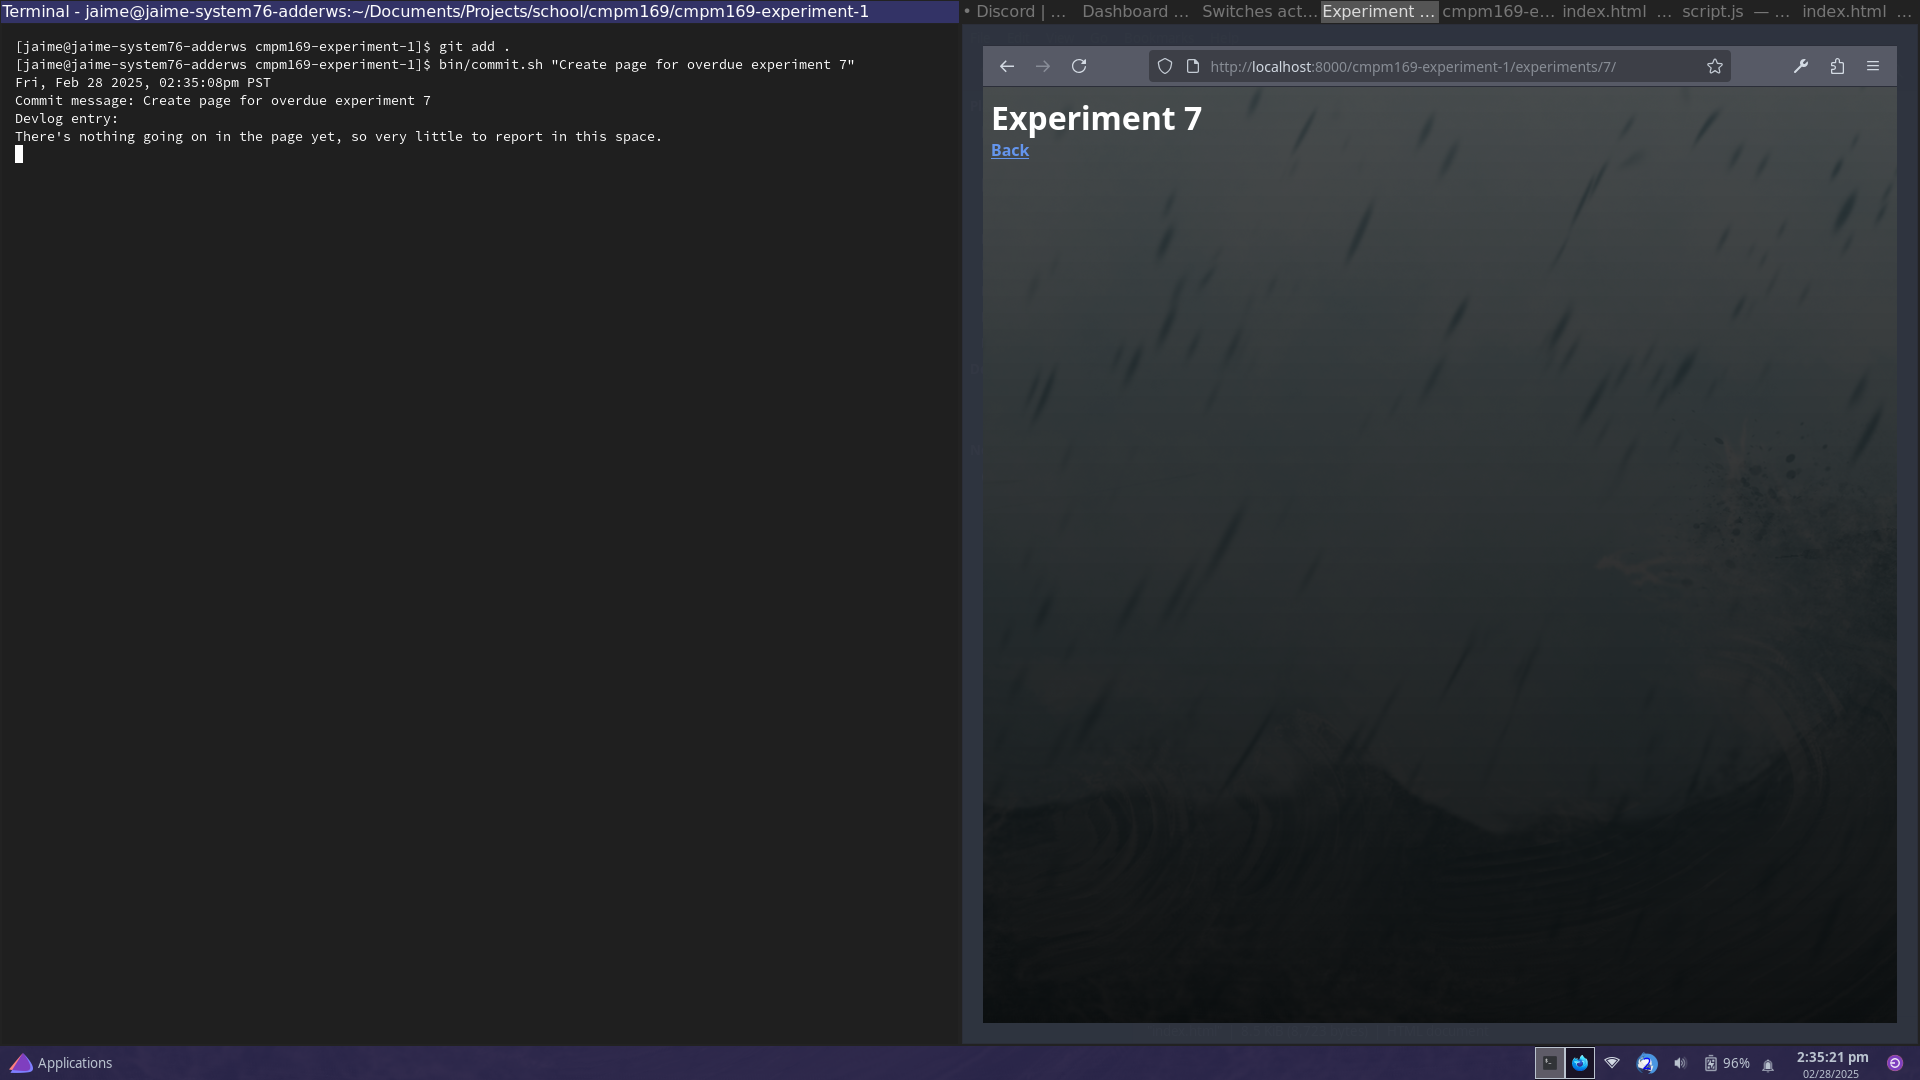 Terminal - jaime@jaime-system76-adderws:~/Documents/Projects/school/cmpm169/cmpm169-experiment-1
• Discord | ...
Dashboard ...
Switches act...
Experiment ...
cmpm169-e...
index.html ...
script.js — ...
index.html ...
[jaime@jaime-system76-adderws cmpm169-experiment-1]$ git add .
[jaime@jaime-system76-adderws cmpm169-experiment-1]$ bin/commit.sh "Create page for overdue experiment 7"
Fri, Feb 28 2025, 02:35:08pm PST
Commit message: Create page for overdue experiment 7
Devlog entry:
There's nothing going on in the page yet, so very little to report in this space.
http://localhost:8000/cmpm169-experiment-1/experiments/7/
Experiment 7
Back
Applications
2
96%
2:35:21 pm
02/28/2025